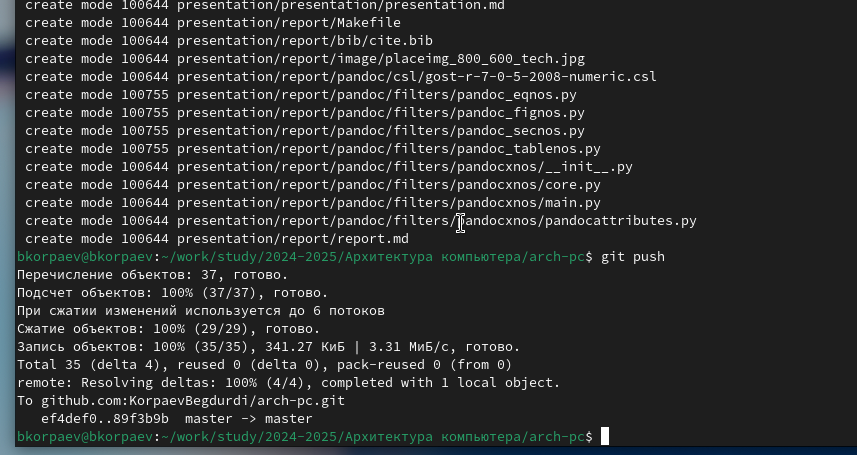 create mode 100644 presentation/presentation/presentation.md
create mode 100644 presentation/report/Makefile
create mode 100644 presentation/report/bib/cite.bib
create mode 100644 presentation/report/image/placeimg_800_600_tech.jpg
create mode 100644 presentation/report/pandoc/csl/gost-r-7-0-5-2008-numeric.csl
create mode 100755 presentation/report/pandoc/filters/pandoc_eqnos.py
create mode 100755 presentation/report/pandoc/filters/pandoc_fignos.py
create mode 100755 presentation/report/pandoc/filters/pandoc_secnos.py
create mode 100755 presentation/report/pandoc/filters/pandoc_tablenos.py
create mode 100644 presentation/report/pandoc/filters/pandocxnos/__init__.py
create mode 100644 presentation/report/pandoc/filters/pandocxnos/core.py
create mode 100644 presentation/report/pandoc/filters/pandocxnos/main.py
create mode 100644 presentation/report/pandoc/filters/pandocxnos/pandocattributes.py
create mode 100644 presentation/report/report.md
bkorpaev@bkorpaev:~/work/study/2024-2025/Архитектура компьютера/arch-pc$ git push
Перечисление объектов: 37, готово.
Подсчет объектов: 100% (37/37), готово.
При сжатии изменений используется до 6 потоков
Сжатие объектов: 100% (29/29), готово.
Запись объектов: 100% (35/35), 341.27 КиБ | 3.31 МиБ/с, готово.
Total 35 (delta 4), reused 0 (delta 0), pack-reused 0 (from 0)
remote: Resolving deltas: 100% (4/4), completed with 1 local object.
To github.com:KorpaevBegdurdi/arch-pc.git
ef4def0..89f3b9b  master -> master
bkorpaev@bkorpaev:~/work/study/2024-2025/Архитектура компьютера/arch-pc$